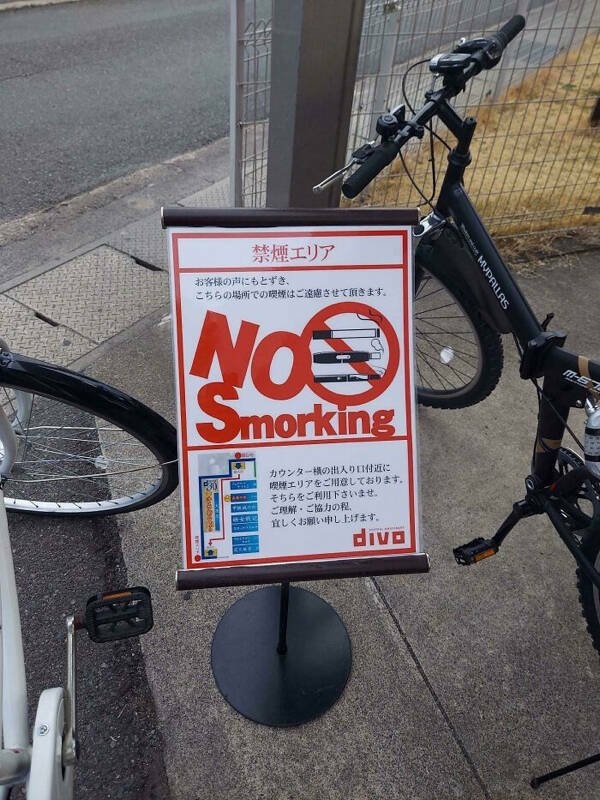 禁煙エリア
お客様の声にもとずき、
こちらの場所での喫煙はご遠慮させて頂きます。
NO
Smorking
カウンター横の出入り口付近に
喫煙エリアをご用意しております。
そちらをご利用下さいませ。
ご理解・ご協力の程、
宜しくお願い申し上げます。
divo
MYPALLAS